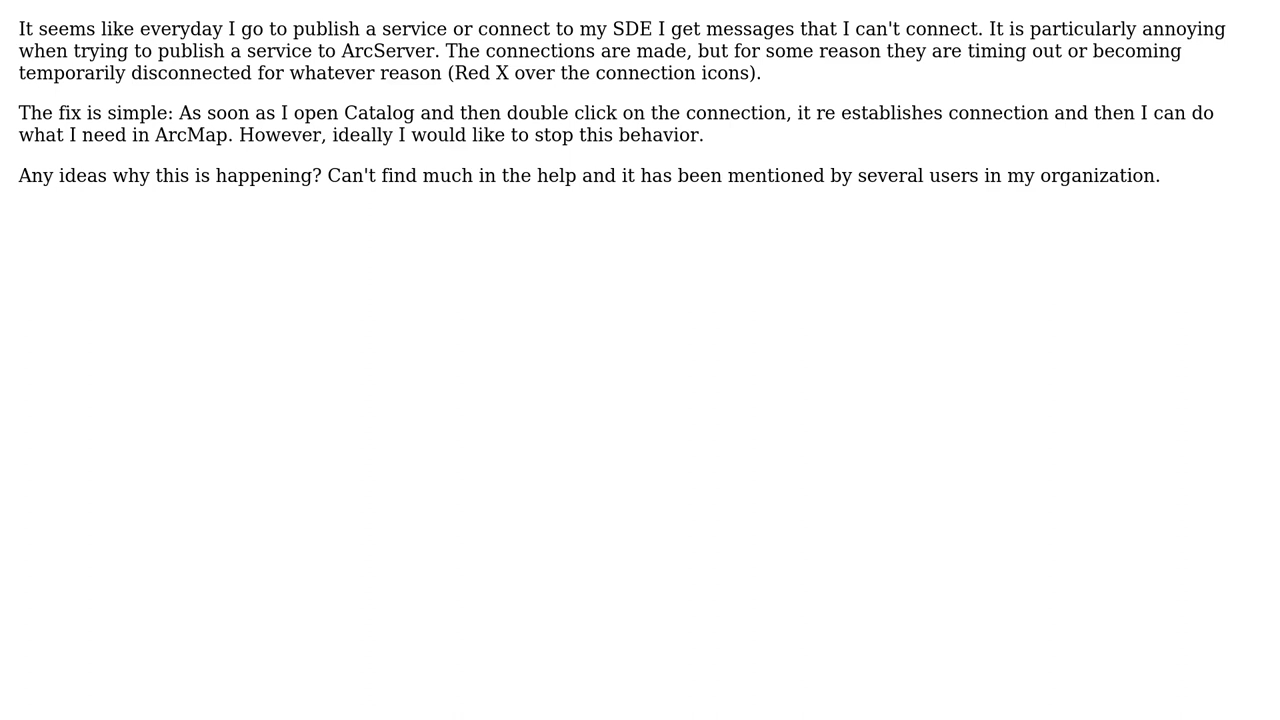 It seems like everyday I go to publish a service or connect to my SDE I get messages that I can't connect. It is particularly annoying
when trying to publish a service to ArcServer. The connections are made, but for some reason they are timing out or becoming
temporarily disconnected for whatever reason (Red X over the connection icons).
The fix is simple: As soon as I open Catalog and then double click on the connection, it re establishes connection and then I can do
what I need in ArcMap. However, ideally I would like to stop this behavior.
Any ideas why this is happening? Can't find much in the help and it has been mentioned by several users in my organization.